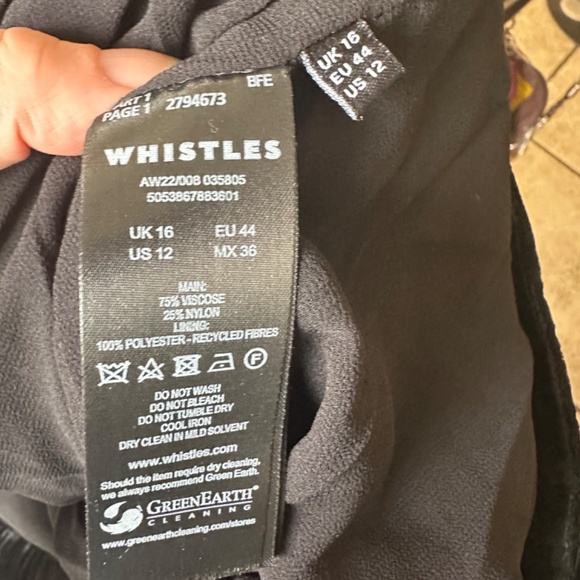 UK 16
EU 44
US 12
BFE
PART 1
PAGE 1 2794673
WHISTLES
AW22/008 035805
5053867883601
UK 16 EU 44
US 12 MX 36
MAIN:
75% VISCOSE
25% NYLON
LINING:
100% POLYESTER - RECYCLED FIBRES
F
DO NOT WASH
DO NOT BLEACH
DO NOT TUMBLE DRY
COOL IRON
DRY CLEAN IN MILD SOLVENT
www.whistles.com
Should the item require dry cleaning,
we always recommend Green Earth.
GREENEARTH®
CLEANING
www.greenearthcleaning.com/stores